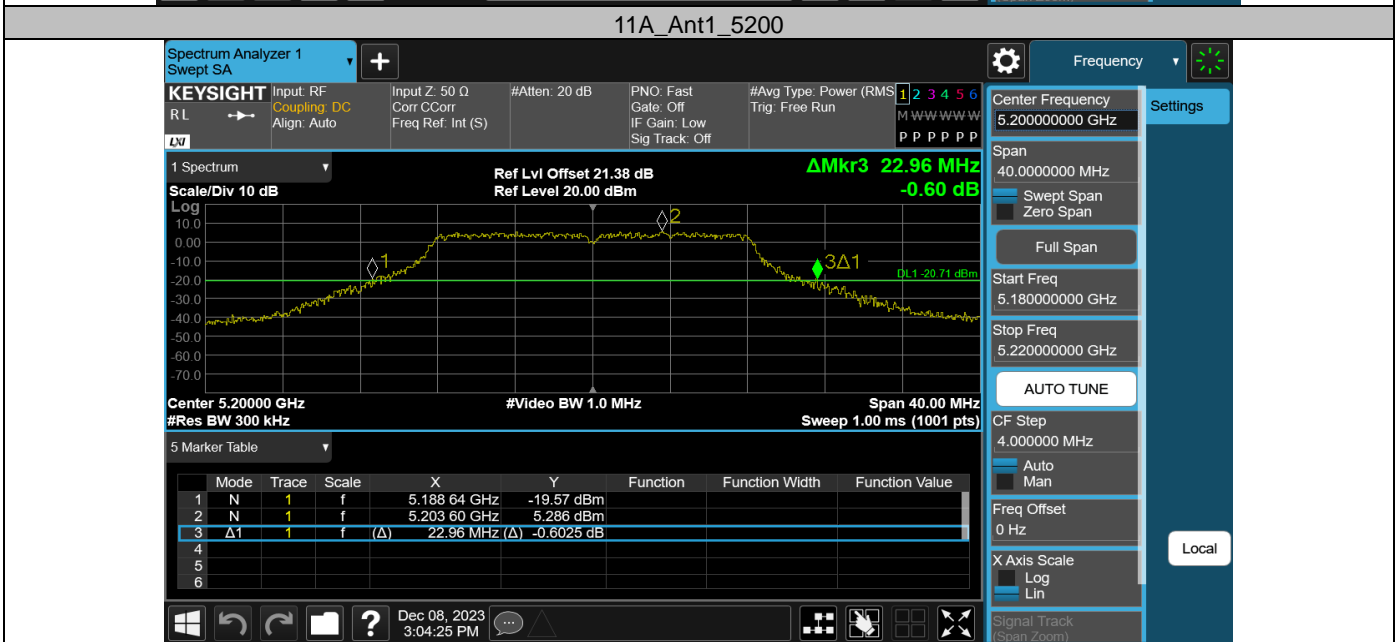 11A_Ant1_5200
Spectrum Analyzer 1
Swept SA
Frequency
KEYSIGHT
RL
LXI
Input: RF
Coupling: DC
Align: Auto
Input Z: 50 Ω
Corr CCorr
Freq Ref: Int (S)
#Atten: 20 dB
PNO: Fast
Gate: Off
IF Gain: Low
Sig Track: Off
#Avg Type: Power (RMS
Trig: Free Run
1 2 3 4 5 6
M W W W W W
P P P P P P
1 Spectrum
Scale/Div 10 dB
Ref Lvl Offset 21.38 dB
Ref Level 20.00 dBm
ΔMkr3 22.96 MHz
-0.60 dB
Log
10.0
0.00
-10.0
-20.0
-30.0
-40.0
-50.0
-60.0
-70.0
1
2
3Δ1
DL1 -20.71 dBm
Center 5.20000 GHz
#Video BW 1.0 MHz
Span 40.00 MHz
#Res BW 300 kHz
Sweep 1.00 ms (1001 pts)
5 Marker Table
Mode Trace Scale X Y Function Function Width Function Value
1 N 1 f 5.188 64 GHz -19.57 dBm
2 N 1 f 5.203 60 GHz 5.286 dBm
3 Δ1 1 f (Δ) 22.96 MHz (Δ) -0.6025 dB
4
5
6
Dec 08, 2023
3:04:25 PM
Center Frequency
5.200000000 GHz
Span
40.0000000 MHz
Swept Span
Zero Span
Full Span
Start Freq
5.180000000 GHz
Stop Freq
5.220000000 GHz
AUTO TUNE
CF Step
4.000000 MHz
Auto
Man
Freq Offset
0 Hz
X Axis Scale
Log
Lin
Signal Track
(Span Zoom)
Settings
Local